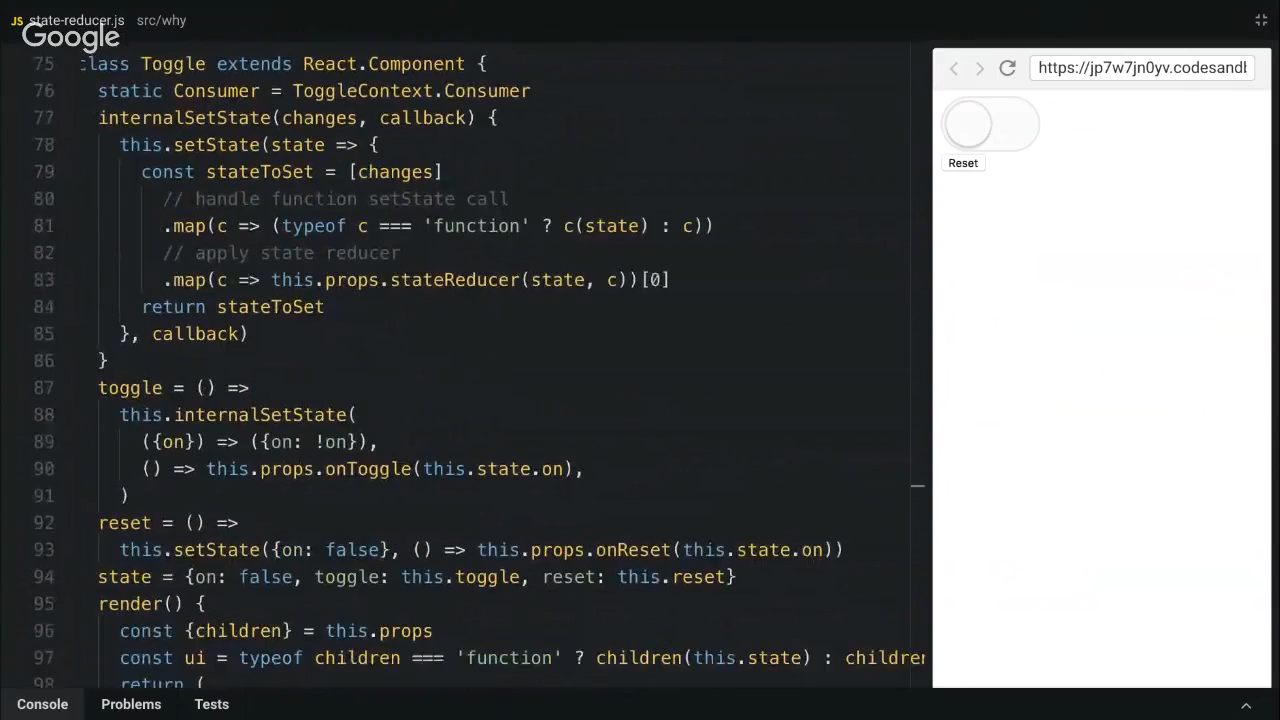 JS state-reducer.js src/why
Google
75 class Toggle extends React.Component {
76 static Consumer = ToggleContext.Consumer
77 internalSetState(changes, callback) {
78 this.setState(state => {
79 const stateToSet = [changes]
80 // handle function setState call
81 .map(c => (typeof c === 'function' ? c(state) : c))
82 // apply state reducer
83 .map(c => this.props.stateReducer(state, c))[0]
84 return stateToSet
85 }, callback)
86 }
87 toggle = () =>
88 this.internalSetState(
89 ({on}) => ({on: !on}),
90 () => this.props.onToggle(this.state.on),
91 )
92 reset = () =>
93 this.setState({on: false}, () => this.props.onReset(this.state.on))
94 state = {on: false, toggle: this.toggle, reset: this.reset}
95 render() {
96 const {children} = this.props
97 const ui = typeof children === 'function' ? children(this.state) : children
98 return (
https://jp7w7jn0yv.codesandb
Reset
Console Problems Tests